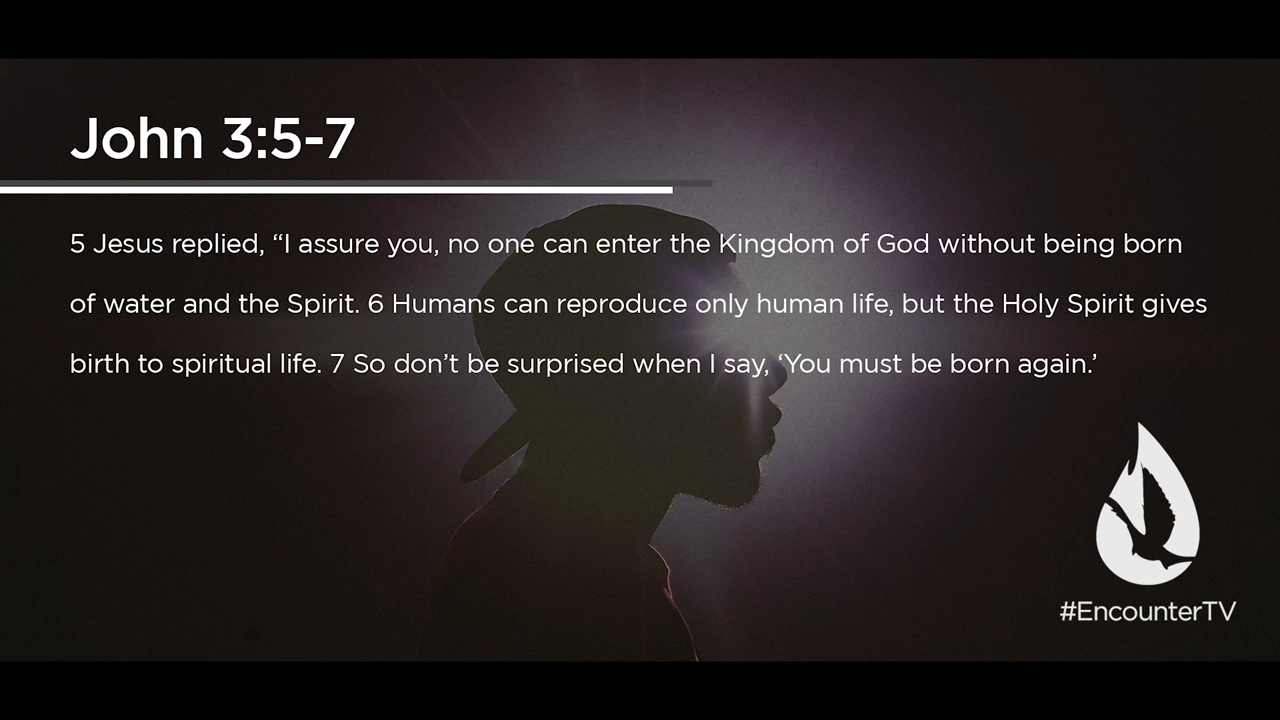 John 3:5-7
5 Jesus replied, “I assure you, no one can enter the Kingdom of God without being born
of water and the Spirit. 6 Humans can reproduce only human life, but the Holy Spirit gives
birth to spiritual life. 7 So don’t be surprised when I say, ‘You must be born again.’
#EncounterTV